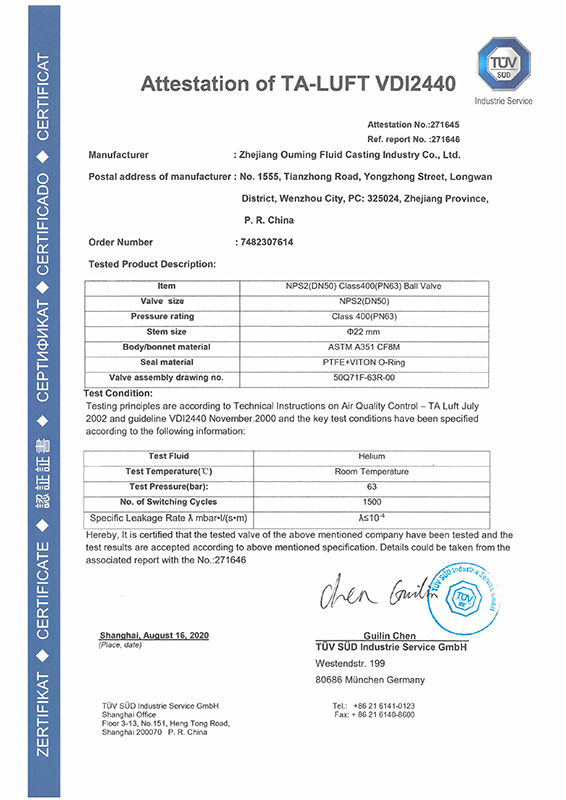 ZERTIFIKAT ◆ CERTIFICATE ◆ 認証証書 ◆ СЕРТИФИКАТ ◆ CERTIFICADO ◆ CERTIFICAT
TÜV
SÜD
Industrie Service
Attestation of TA-LUFT VDI2440
Attestation No.:271645
Ref. report No. :271646
Manufacturer : Zhejiang Ouming Fluid Casting Industry Co., Ltd.
Postal address of manufacturer : No. 1555, Tianzhong Road, Yongzhong Street, Longwan
District, Wenzhou City, PC: 325024, Zhejiang Province,
P. R. China
Order Number : 7482307614
Tested Product Description:
Item NPS2(DN50) Class400(PN63) Ball Valve
Valve size NPS2(DN50)
Pressure rating Class 400(PN63)
Stem size Φ22 mm
Body/bonnet material ASTM A351 CF8M
Seal material PTFE+VITON O-Ring
Valve assembly drawing no. 50Q71F-63R-00
Test Condition:
Testing principles are according to Technical Instructions on Air Quality Control – TA Luft July
2002 and guideline VDI2440 November.2000 and the key test conditions have been specified
according to the following information:
Test Fluid Helium
Test Temperature(℃) Room Temperature
Test Pressure(bar): 63
No. of Switching Cycles 1500
Specific Leakage Rate λ mbar•l/(s•m) λ≤10⁻⁴
Hereby, It is certified that the tested valve of the above mentioned company have been tested and the
test results are accepted according to above mentioned specification. Details could be taken from the
associated report with the No.:271646
Chen Guilin
TÜV SÜD Industrie Service GmbH
TÜV
Shanghai, August 16, 2020
(Place, date)
Guilin Chen
TÜV SÜD Industrie Service GmbH
Westendstr. 199
80686 München Germany
TÜV SÜD Industrie Service GmbH
Shanghai Office
Floor 3-13, No.151, Heng Tong Road,
Shanghai 200070 P. R. China
Tel.: +86 21 6141-0123
Fax: + 86 21 6140-8600